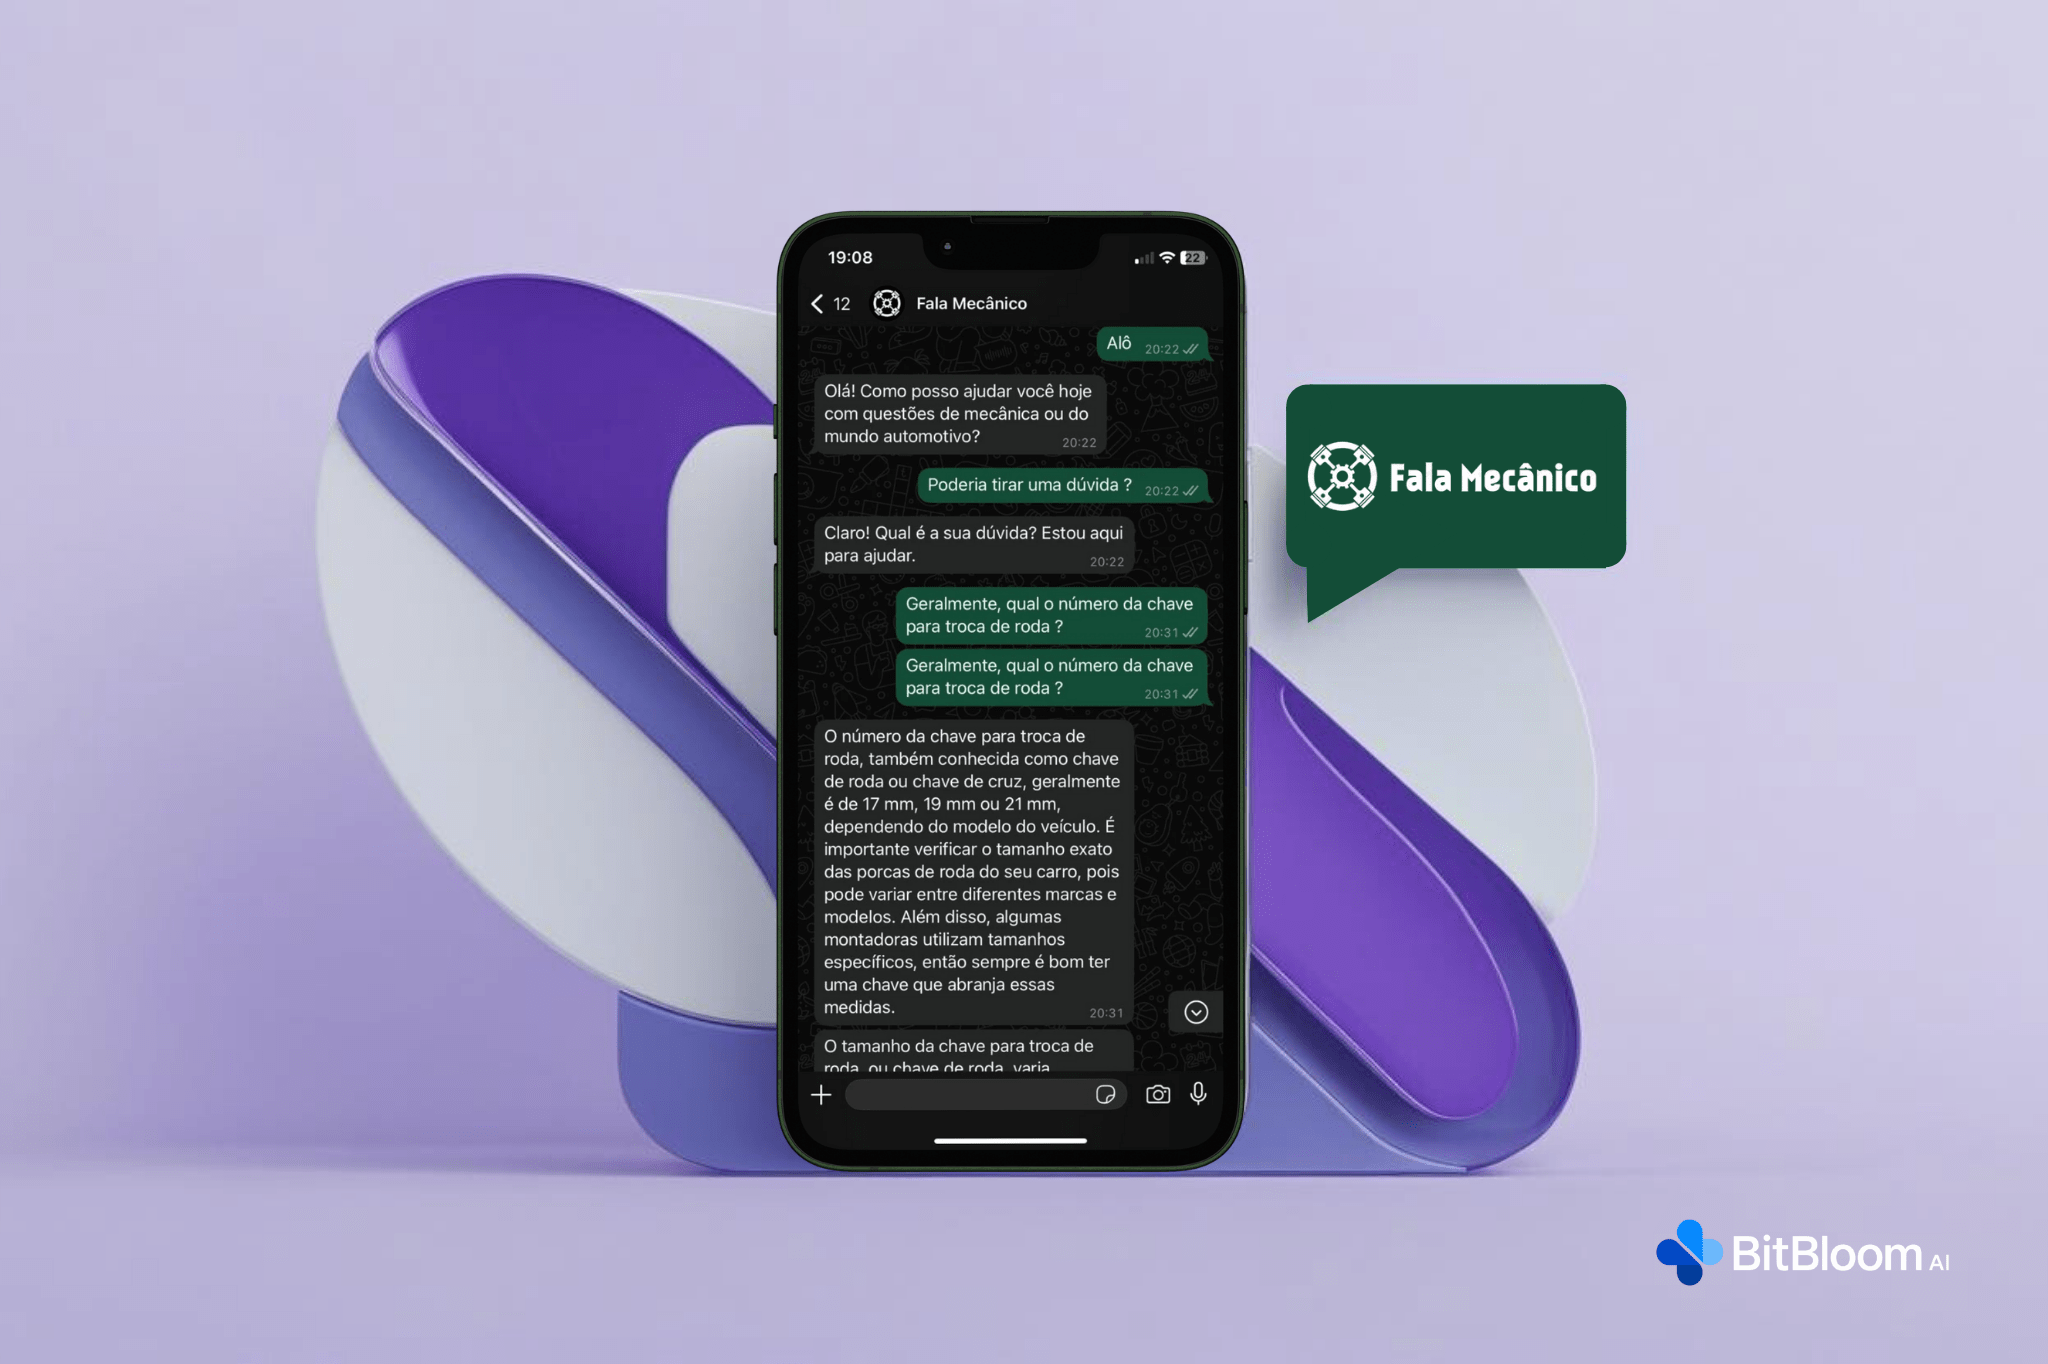 19:08
22
12
Fala Mecânico
Alô 20:22
Olá! Como posso ajudar você hoje
com questões de mecânica ou do
mundo automotivo?
20:22
Poderia tirar uma dúvida ? 20:22
Claro! Qual é a sua dúvida? Estou aqui
para ajudar.
20:22
Geralmente, qual o número da chave
para troca de roda ?
20:31
Geralmente, qual o número da chave
para troca de roda ?
20:31
O número da chave para troca de
roda, também conhecida como chave
de roda ou chave de cruz, geralmente
é de 17 mm, 19 mm ou 21 mm,
dependendo do modelo do veículo. É
importante verificar o tamanho exato
das porcas de roda do seu carro, pois
pode variar entre diferentes marcas e
modelos. Além disso, algumas
montadoras utilizam tamanhos
específicos, então sempre é bom ter
uma chave que abranja essas
medidas.
20:31
O tamanho da chave para troca de
roda, ou chave de roda, varia
Fala Mecânico
BitBloom AI